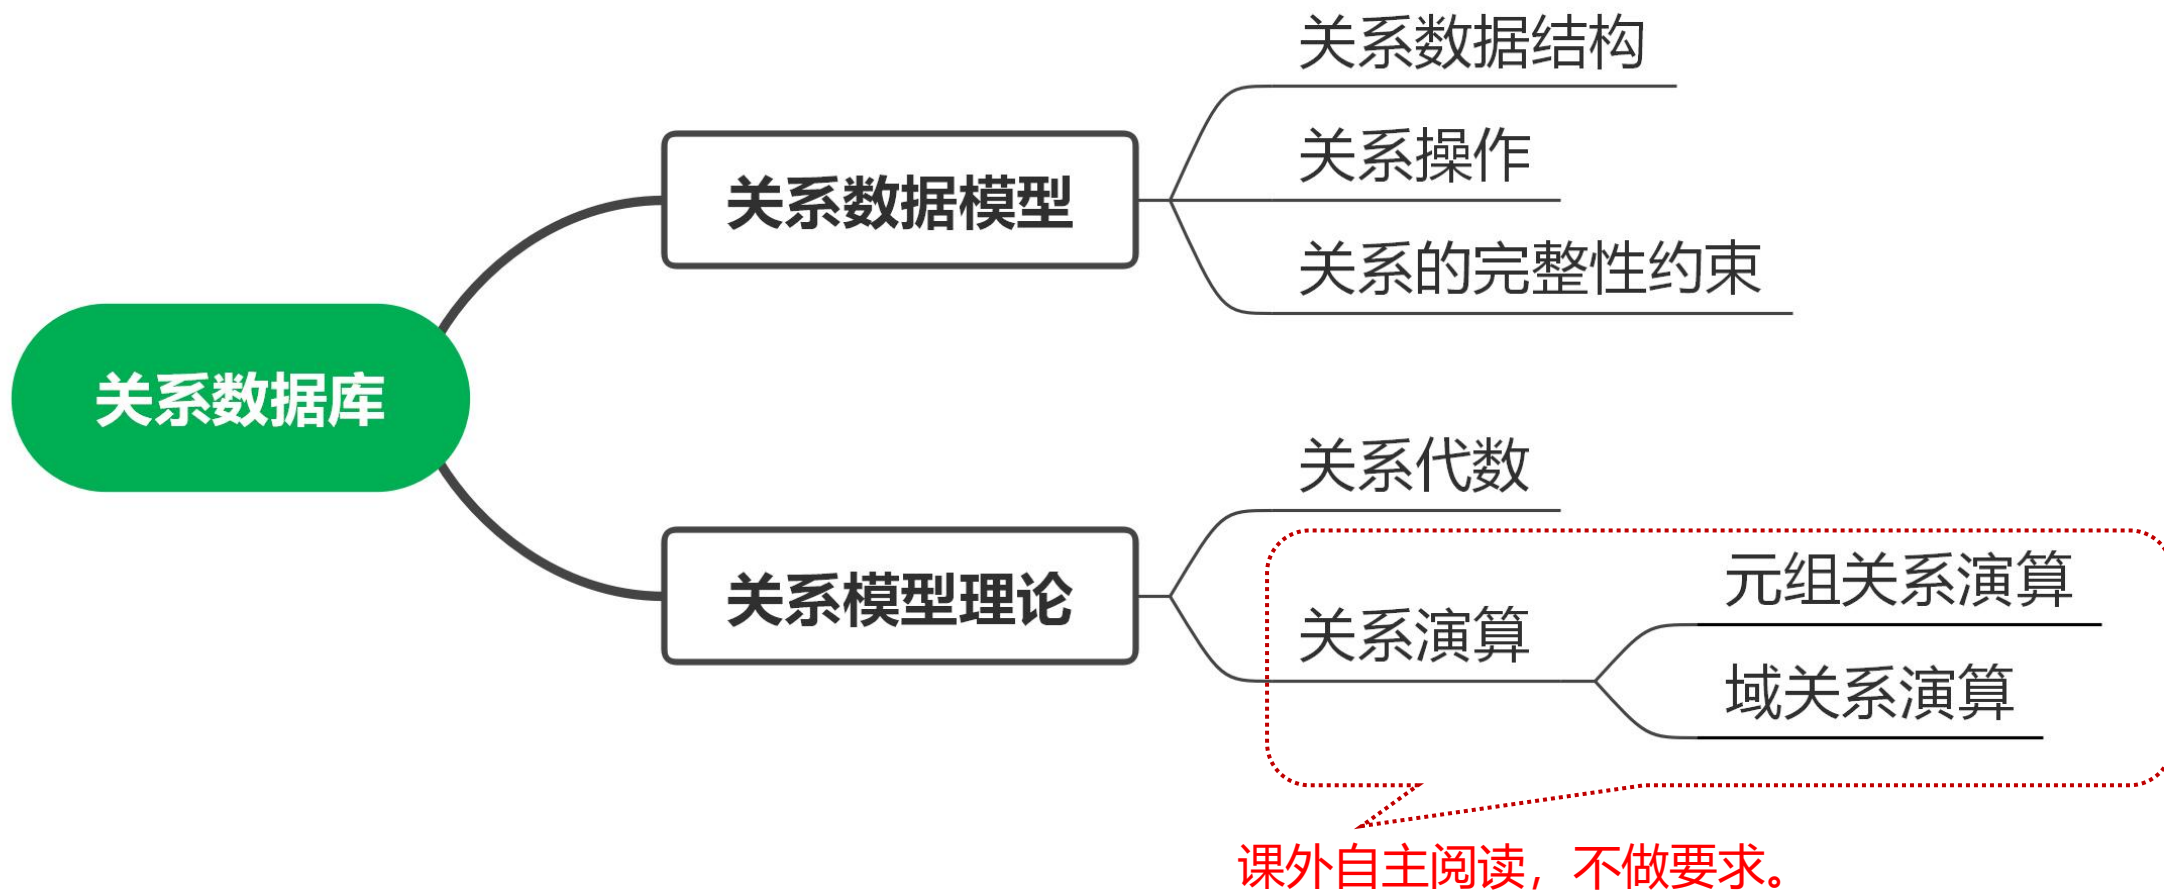 关系数据库
关系数据模型
关系数据结构
关系操作
关系的完整性约束
关系模型理论
关系代数
关系演算
元组关系演算
域关系演算
课外自主阅读，不做要求。